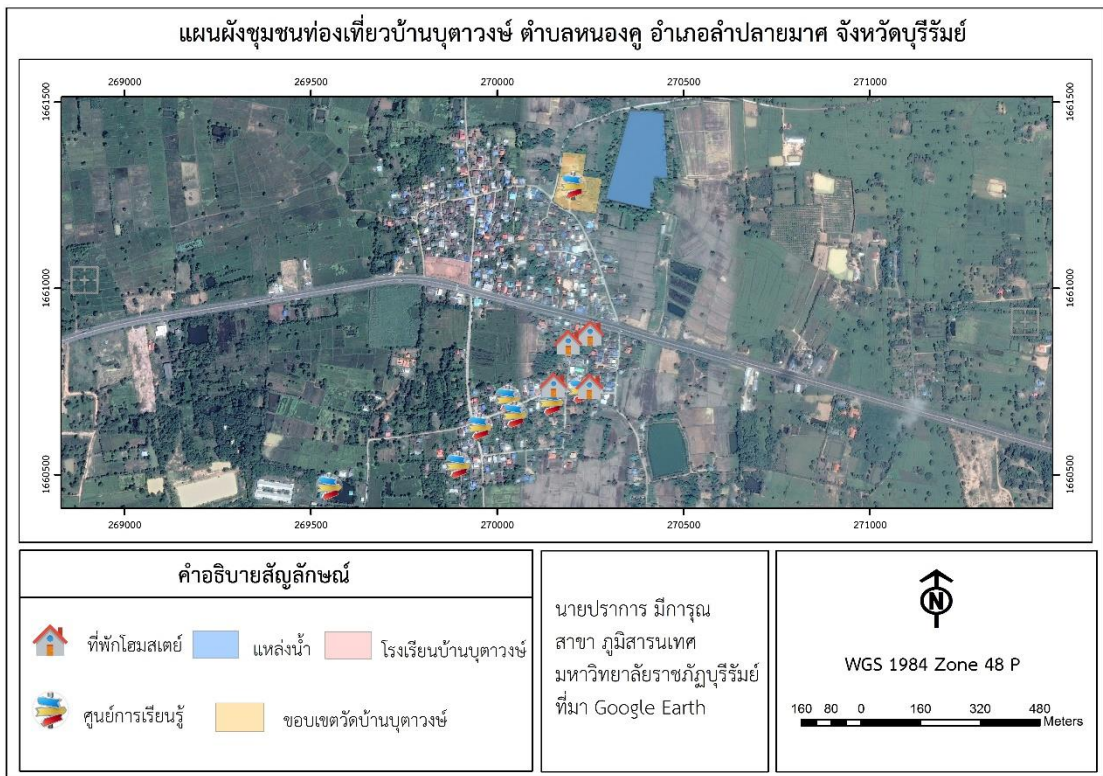 แผนผังชุมชนท่องเที่ยวบ้านบุตาวงษ์ ตำบลหนองคู อำเภอลำปลายมาศ จังหวัดบุรีรัมย์
269000 269500 270000 270500 271000
1661500 1661500
1661000 1661000
1660500 1660500
269000 269500 270000 270500 271000
คำอธิบายสัญลักษณ์
ที่พักโฮมสเตย์ แหล่งน้ำ โรงเรียนบ้านบุตาวงษ์
ศูนย์การเรียนรู้ ขอบเขตวัดบ้านบุตาวงษ์
นายปราการ มีการุณ
สาขา ภูมิสารนเทศ
มหาวิทยาลัยราชภัฏบุรีรัมย์
ที่มา Google Earth
N
WGS 1984 Zone 48 P
160 80 0 160 320 480
Meters